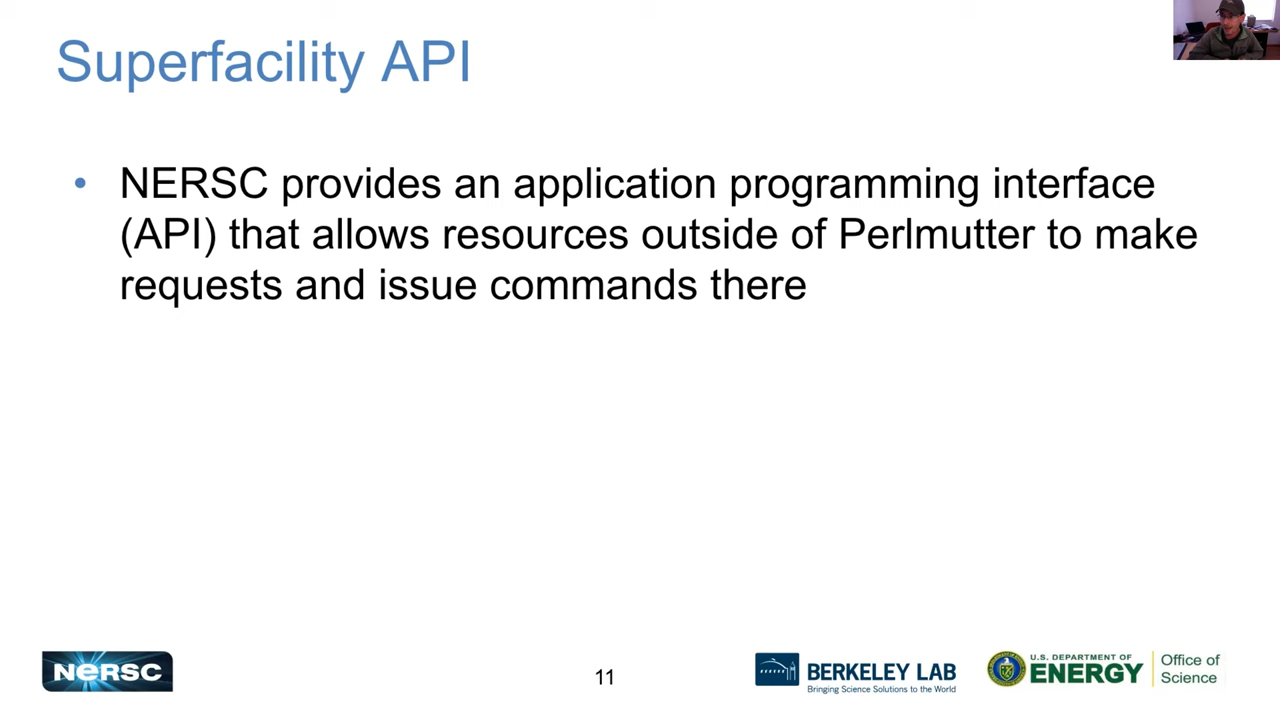 Superfacility API
• NERSC provides an application programming interface
(API) that allows resources outside of Perlmutter to make
requests and issue commands there
NERSC
11
BERKELEY LAB
Bringing Science Solutions to the World
U.S. DEPARTMENT OF
ENERGY
Office of
Science